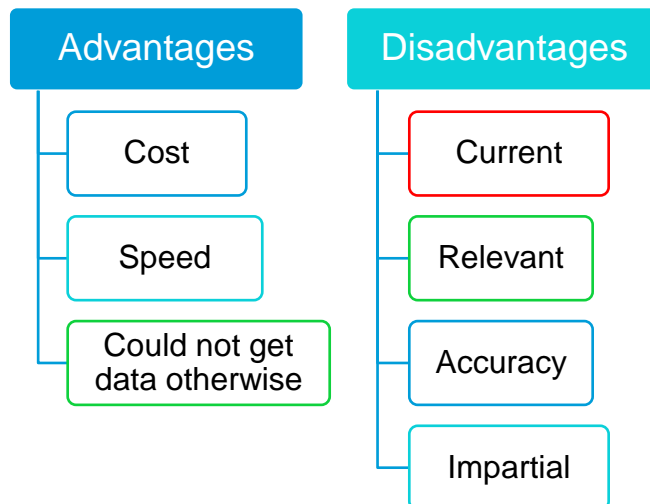 Advantages
Cost
Speed
Could not get
data otherwise
Disadvantages
Current
Relevant
Accuracy
Impartial